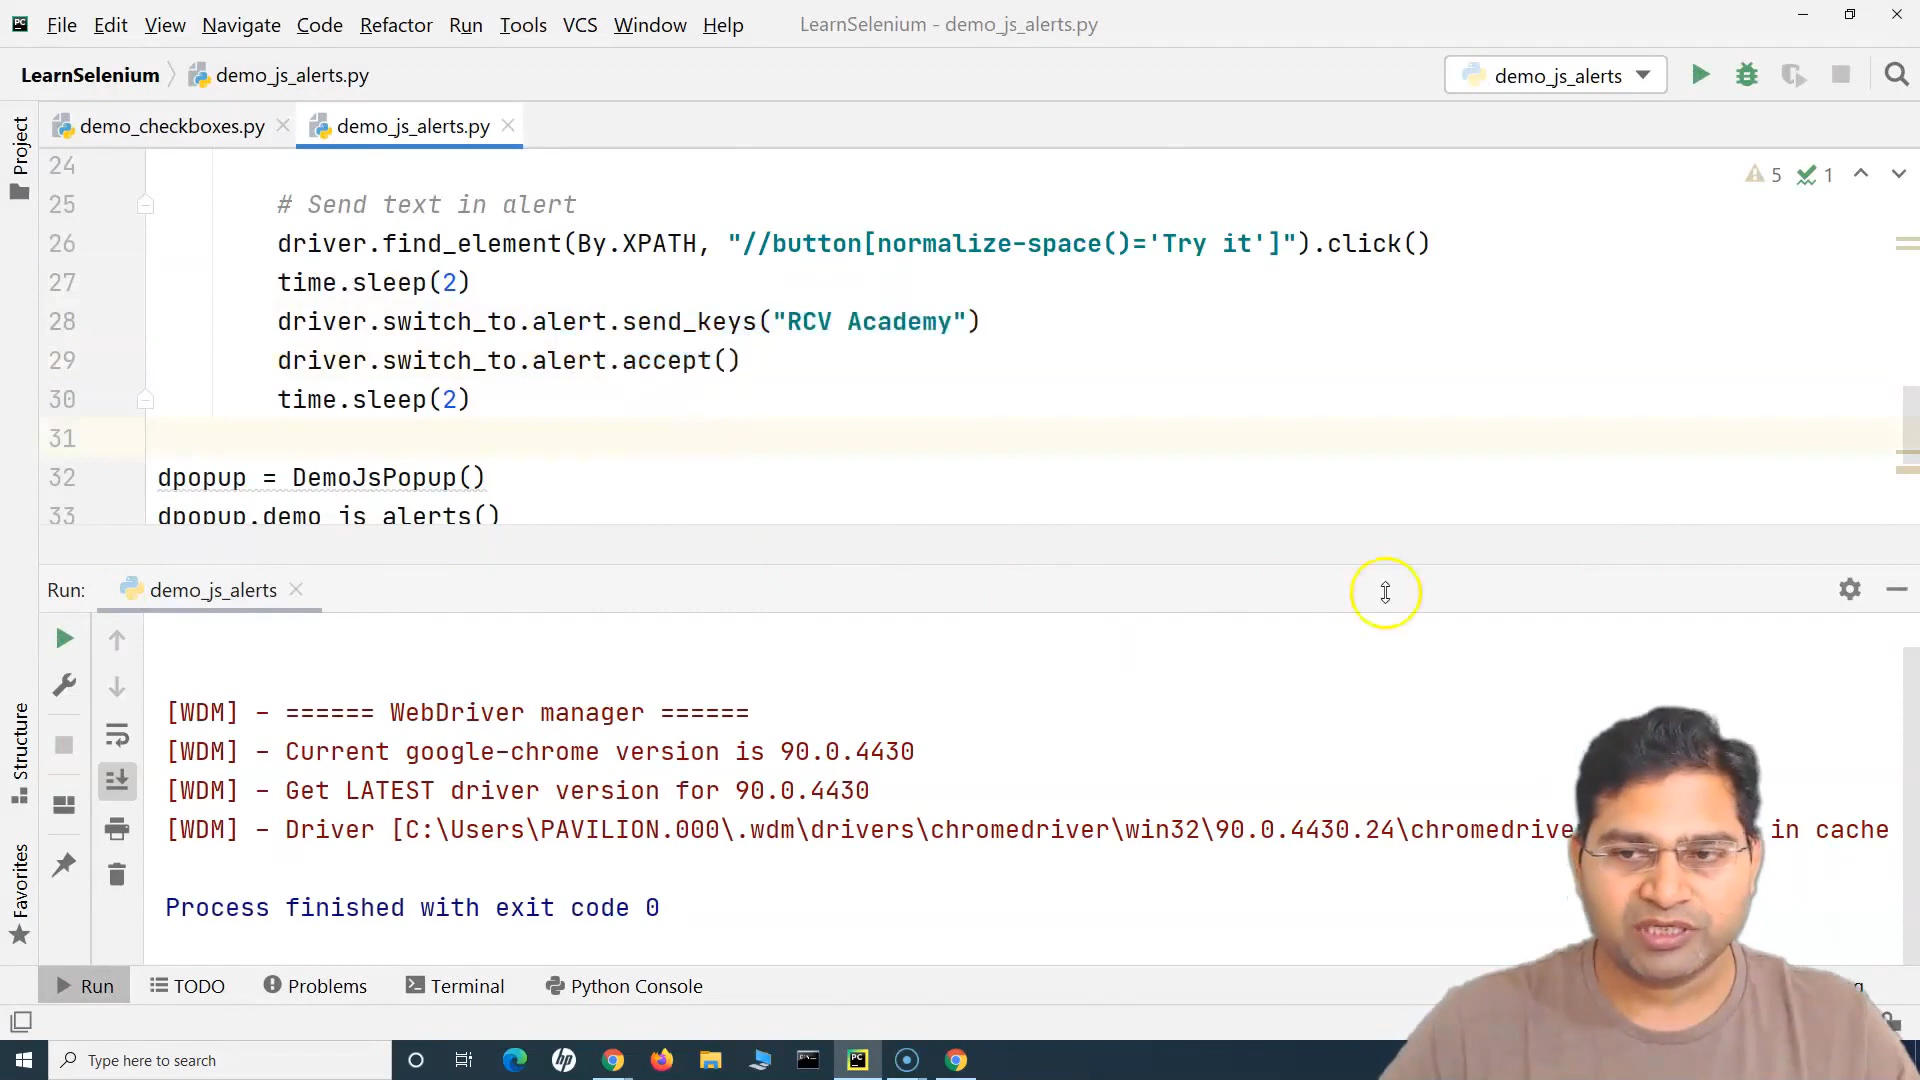 File Edit View Navigate Code Refactor Run Tools VCS Window Help LearnSelenium - demo_js_alerts.py
LearnSelenium demo_js_alerts.py demo_js_alerts
demo_checkboxes.py demo_js_alerts.py
Project
24
5 1
25 # Send text in alert
26 driver.find_element(By.XPATH, "//button[normalize-space()='Try it']").click()
27 time.sleep(2)
28 driver.switch_to.alert.send_keys("RCV Academy")
29 driver.switch_to.alert.accept()
30 time.sleep(2)
31
32 dpopup = DemoJsPopup()
33 dpopup.demo_js_alerts()
Run: demo_js_alerts
[WDM] - ====== WebDriver manager ======
[WDM] - Current google-chrome version is 90.0.4430
[WDM] - Get LATEST driver version for 90.0.4430
[WDM] - Driver [C:\Users\PAVILION.000\.wdm\drivers\chromedriver\win32\90.0.4430.24\chromedrive in cache
Process finished with exit code 0
Structure
Favorites
Run TODO Problems Terminal Python Console
Type here to search